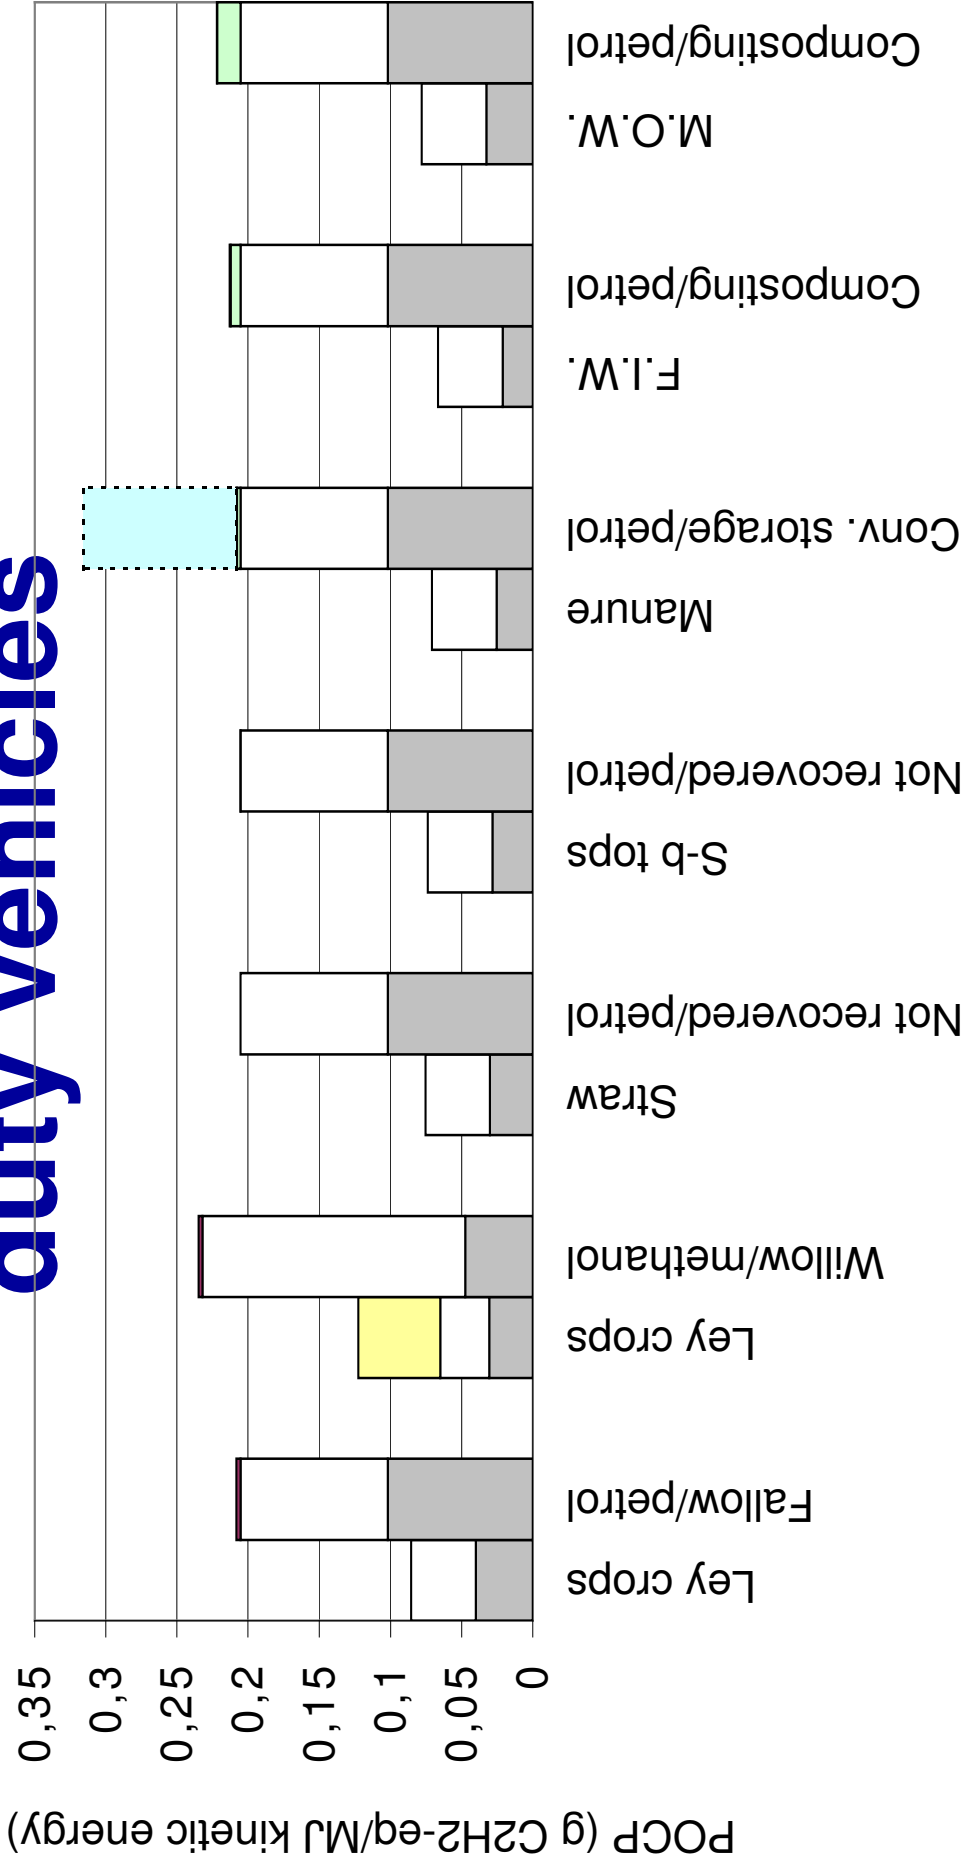 duty vehicles
0,35
0,3
0,25
0,2
0,15
0,1
0,05
0
POCP (g C2H2-eq/MJ kinetic energy)
Ley crops
Fallow/petrol
Ley crops
Willow/methanol
Straw
Not recovered/petrol
S-b tops
Not recovered/petrol
Manure
Conv. storage/petrol
F.I.W.
Composting/petrol
M.O.W.
Composting/petrol